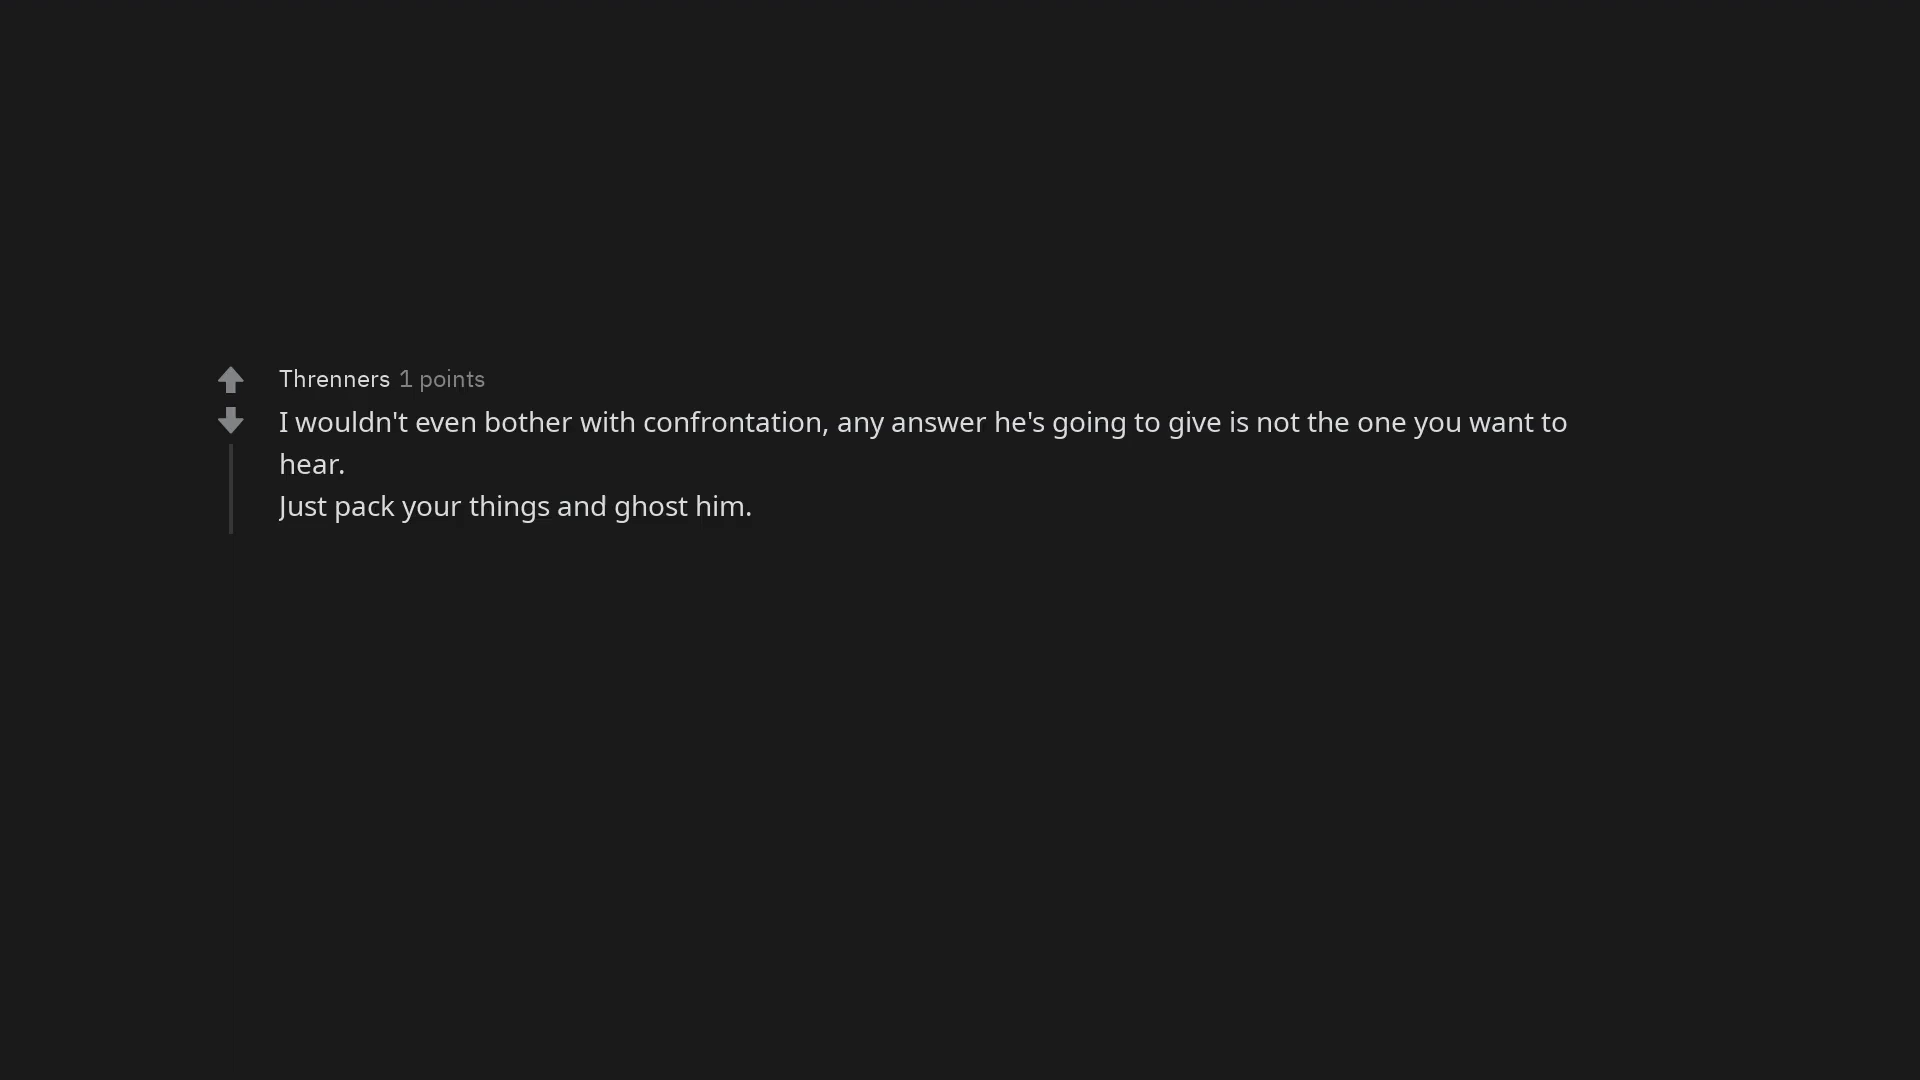 Threnners 1 points
I wouldn't even bother with confrontation, any answer he's going to give is not the one you want to
hear.
Just pack your things and ghost him.